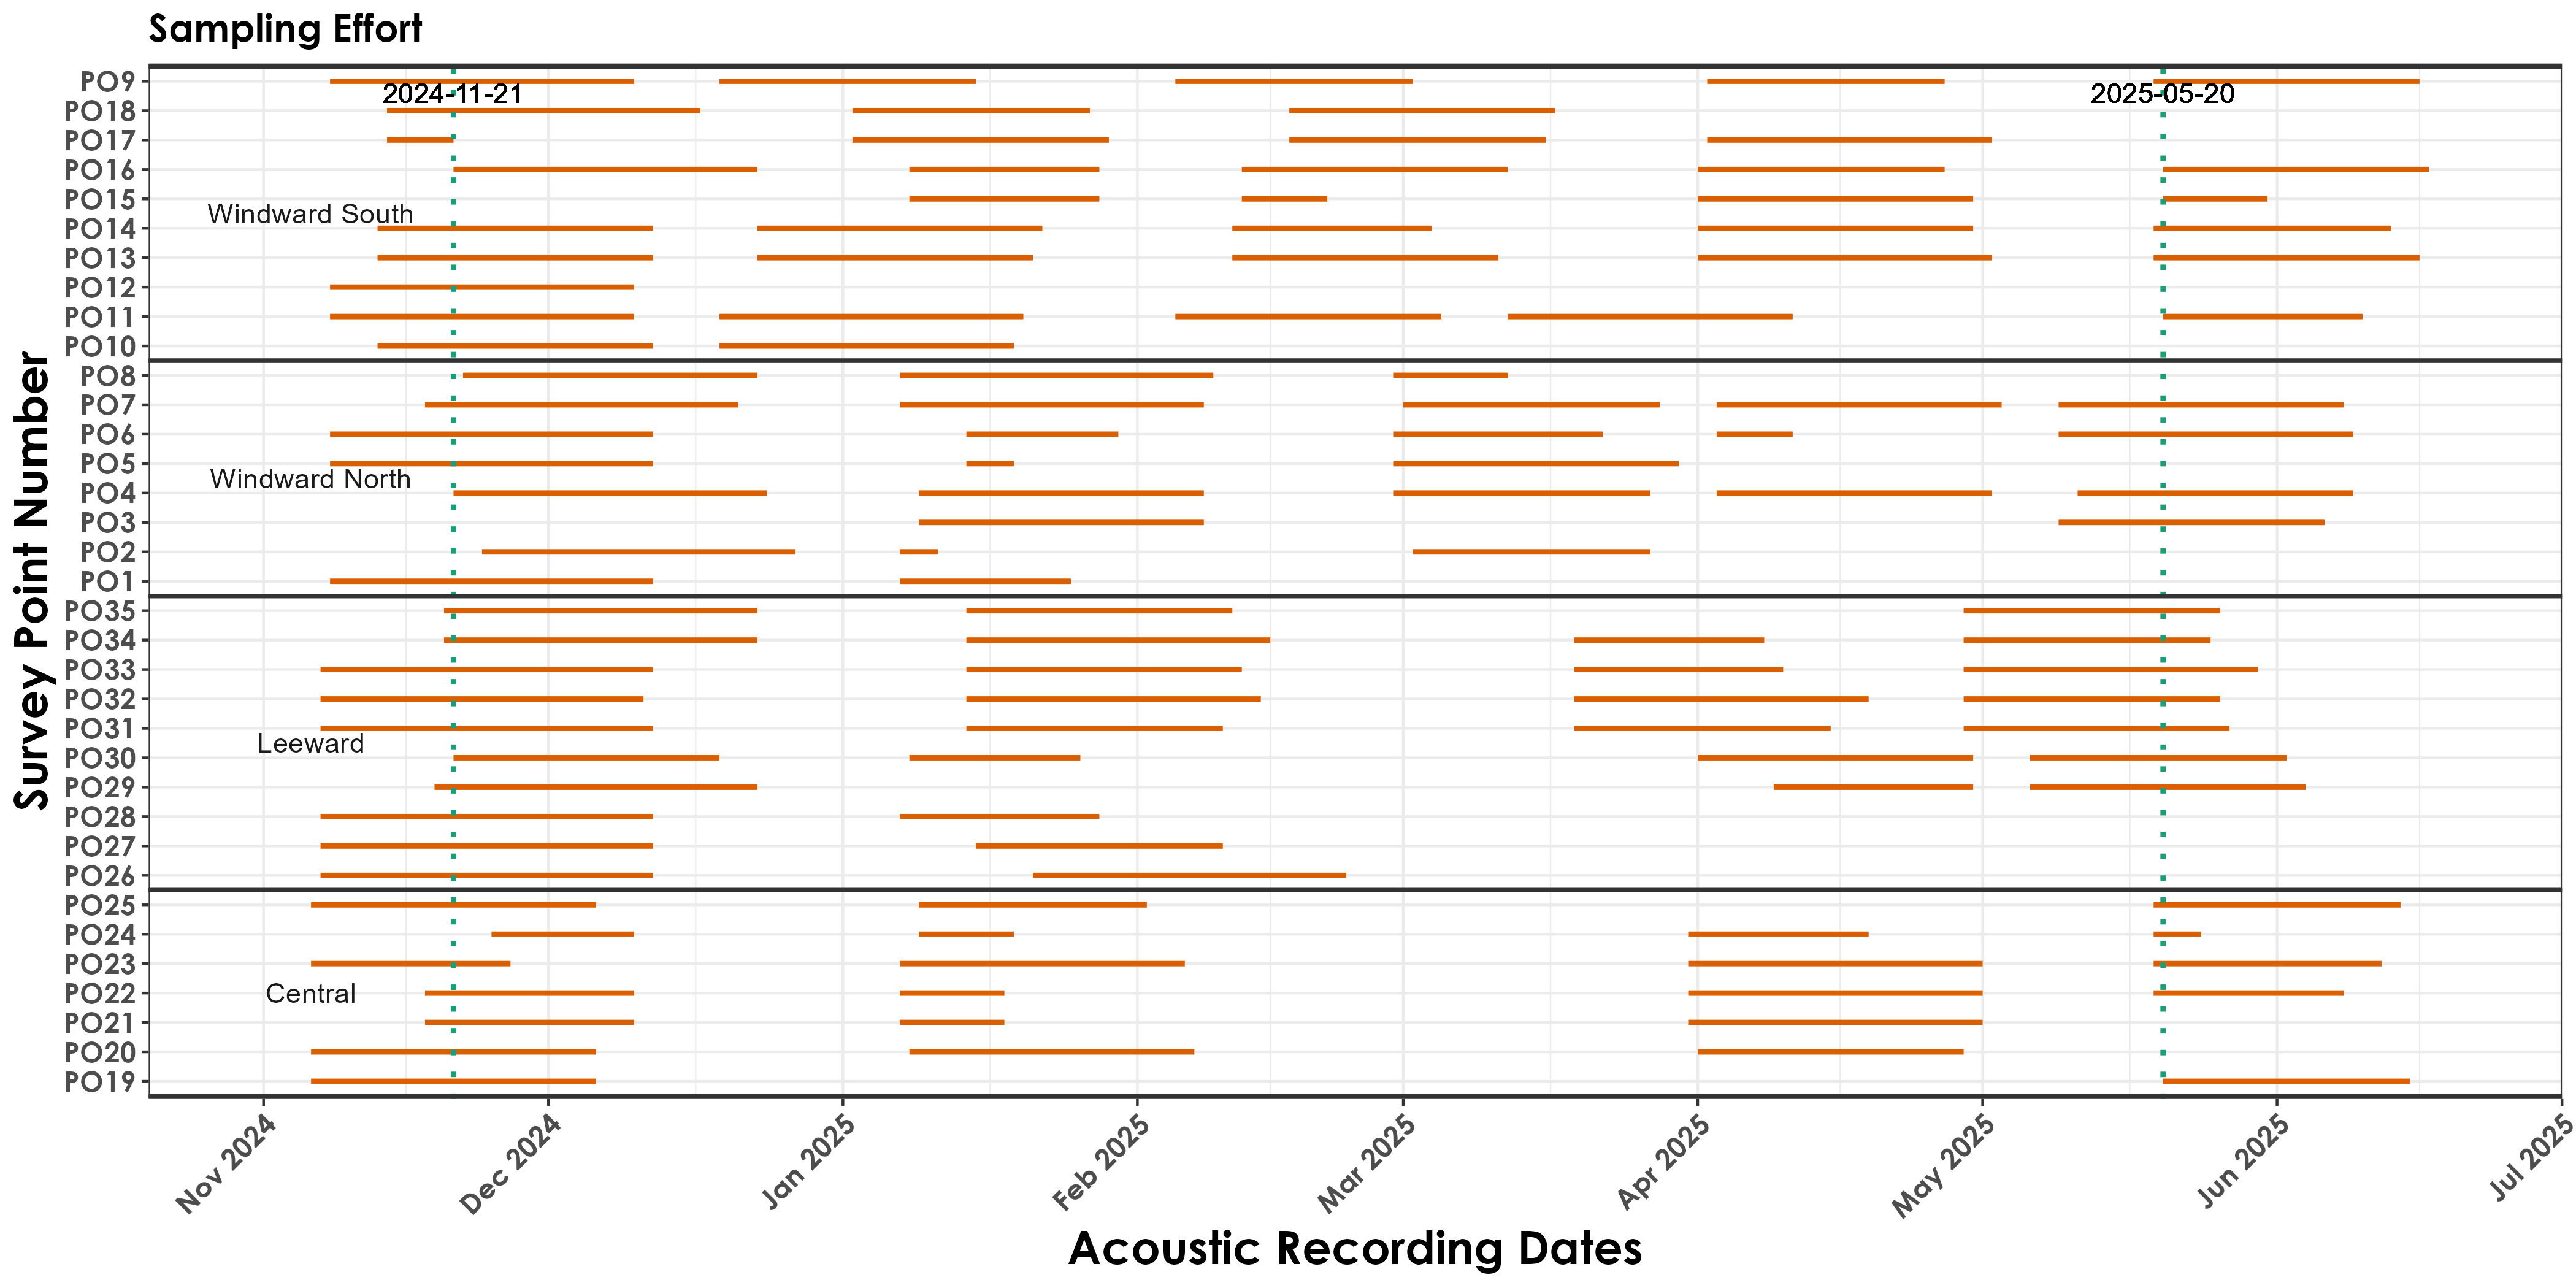 Sampling Effort
PO9
2024-11-21
2025-05-20
PO18
PO17
PO16
PO15
Windward South
PO14
PO13
PO12
PO11
PO10
PO8
PO7
PO6
PO5
Windward North
PO4
PO3
PO2
PO1
PO35
PO34
PO33
PO32
PO31
Leeward
PO30
PO29
PO28
PO27
PO26
PO25
PO24
PO23
PO22
Central
PO21
PO20
PO19
Survey Point Number
Nov 2024
Dec 2024
Jan 2025
Feb 2025
Mar 2025
Apr 2025
May 2025
Jun 2025
Jul 2025
Acoustic Recording Dates